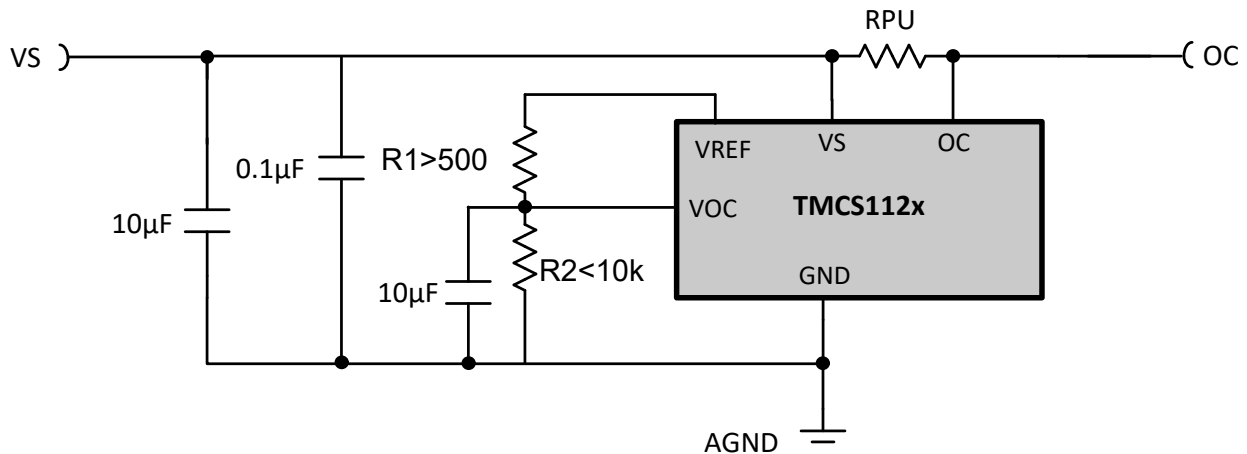 RPU
VS
OC
VREF
VS
OC
0.1µF
R1>500
VOC
TMCS112x
10µF
R2<10k
GND
10µF
AGND